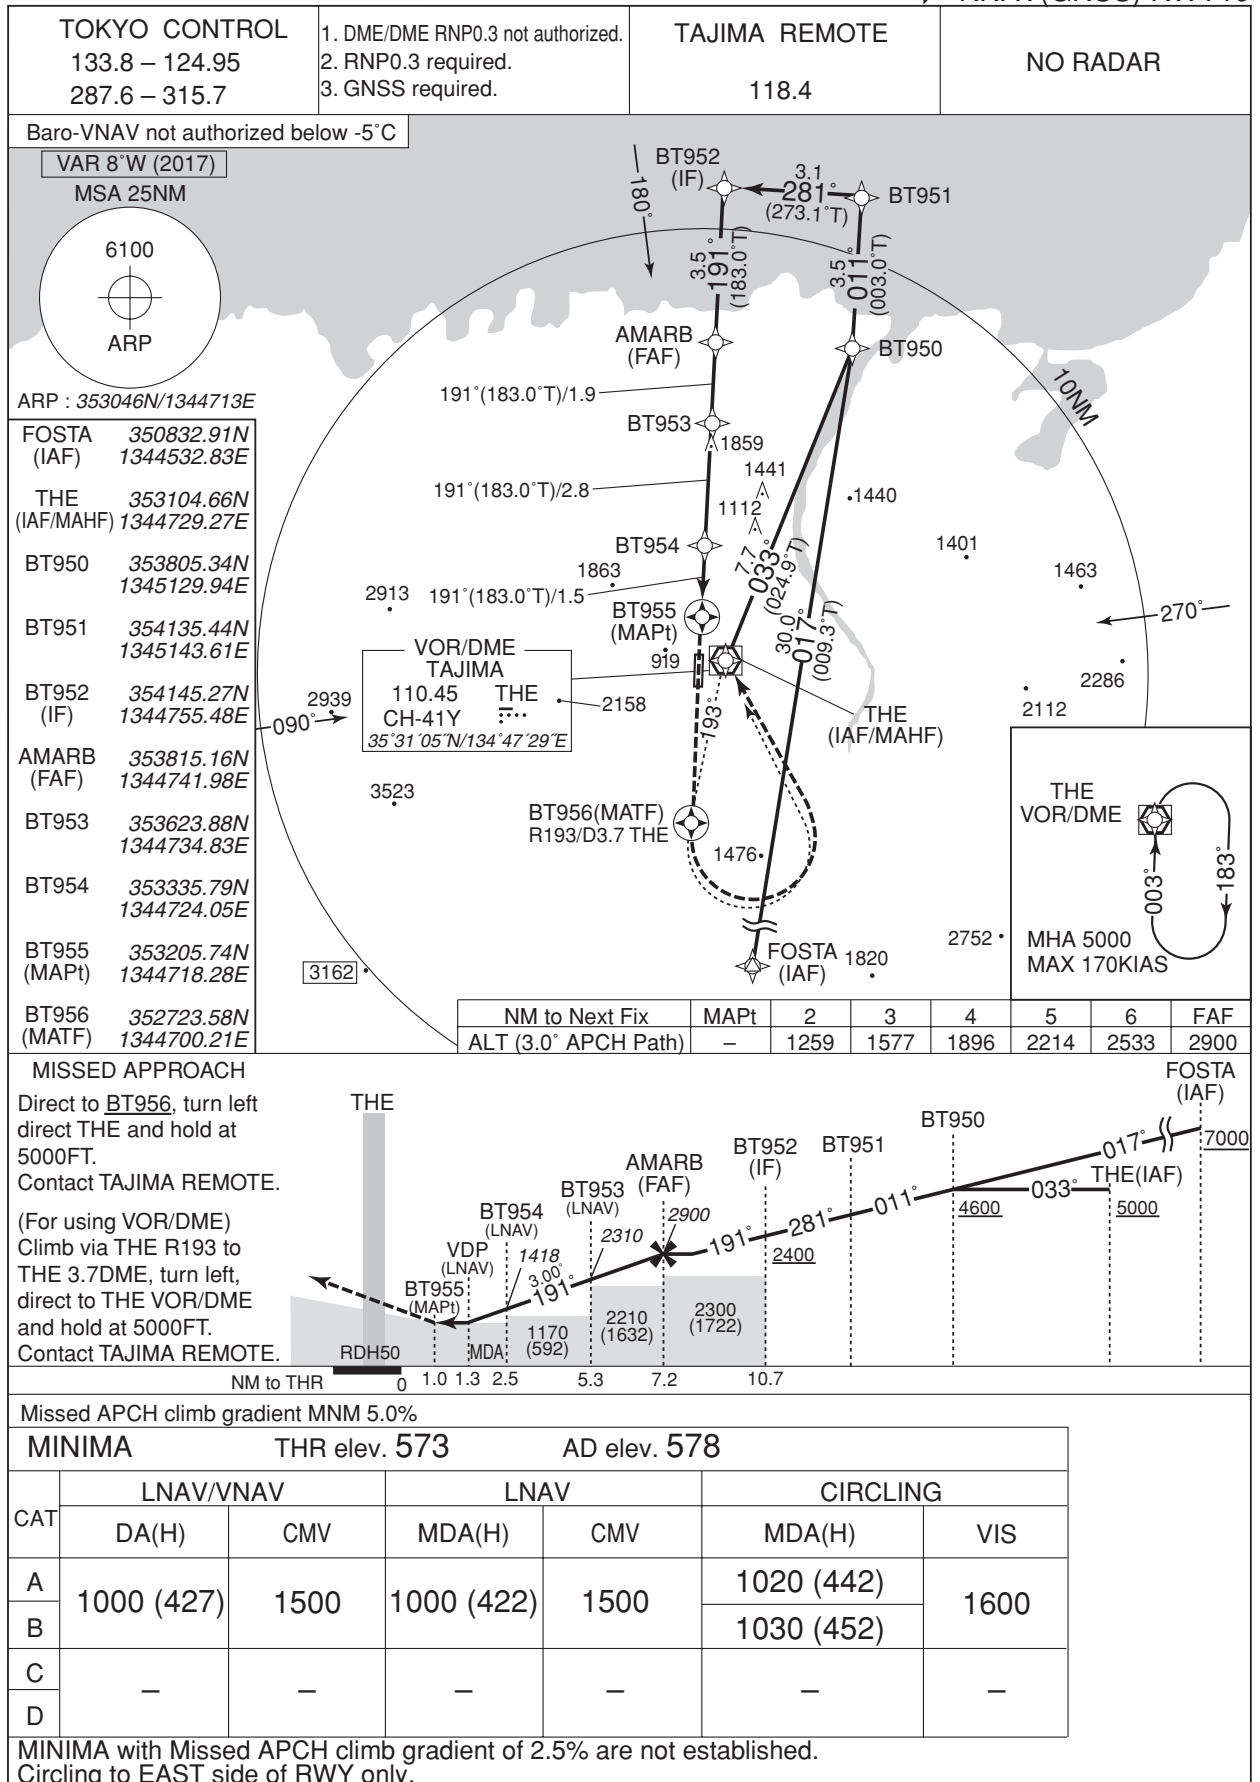 TOKYO CONTROL
133.8 – 124.95
287.6 – 315.7
1. DME/DME RNP0.3 not authorized.
2. RNP0.3 required.
3. GNSS required.
TAJIMA REMOTE
118.4
NO RADAR
Baro-VNAV not authorized below -5˚C
VAR 8˚W (2017)
MSA 25NM
6100
ARP
ARP : 353046N/1344713E
FOSTA 350832.91N
(IAF) 1344532.83E
THE 353104.66N
(IAF/MAHF) 1344729.27E
BT950 353805.34N
1345129.94E
BT951 354135.44N
1345143.61E
BT952 354145.27N
(IF) 1344755.48E
AMARB 353815.16N
(FAF) 1344741.98E
BT953 353623.88N
1344734.83E
BT954 353335.79N
1344724.05E
BT955 353205.74N
(MAPt) 1344718.28E
BT956 352723.58N
(MATF) 1344700.21E
180˚
BT952
(IF)
3.1
281˚
(273.1˚T)
BT951
3.5
191˚
(183.0˚T)
3.5
011˚
(003.0˚T)
AMARB
(FAF)
BT950
10NM
191˚(183.0˚T)/1.9
BT953
1859
1441
191˚(183.0˚T)/2.8
1112
1440
BT954
1401
7.7
033˚
(024.9˚T)
1863
1463
2913
191˚(183.0˚T)/1.5
BT955
(MAPt)
30.0
017˚
(009.3˚T)
270˚
VOR/DME
TAJIMA
110.45 THE
CH-41Y
35˚31´05˝N/134˚47´29˝E
919
2286
2939
090˚
2158
193˚
THE
(IAF/MAHF)
2112
3523
BT956(MATF)
R193/D3.7 THE
1476
THE
VOR/DME
003˚
183˚
MHA 5000
MAX 170KIAS
2752
FOSTA
(IAF)
1820
3162
NM to Next Fix MAPt 2 3 4 5 6 FAF
ALT (3.0˚ APCH Path) – 1259 1577 1896 2214 2533 2900
MISSED APPROACH
Direct to BT956, turn left
direct THE and hold at
5000FT.
Contact TAJIMA REMOTE.
(For using VOR/DME)
Climb via THE R193 to
THE 3.7DME, turn left,
direct to THE VOR/DME
and hold at 5000FT.
Contact TAJIMA REMOTE.
THE
FOSTA
(IAF)
7000
017˚
BT950
THE(IAF)
033˚
4600
5000
BT951
011˚
BT952
(IF)
281˚
2400
191˚
AMARB
(FAF)
2900
BT953
(LNAV)
2310
BT954
(LNAV)
1418
3.00˚
191˚
VDP
(LNAV)
BT955
(MAPt)
2300
(1722)
2210
(1632)
1170
(592)
MDA
RDH50
NM to THR 0 1.0 1.3 2.5 5.3 7.2 10.7
Missed APCH climb gradient MNM 5.0%
MINIMA THR elev. 573 AD elev. 578
CAT LNAV/VNAV LNAV CIRCLING
DA(H) CMV MDA(H) CMV MDA(H) VIS
A 1000 (427) 1500 1000 (422) 1500 1020 (442) 1600
B 1030 (452)
C – – – – – –
D
MINIMA with Missed APCH climb gradient of 2.5% are not established.
Circling to EAST side of RWY only.